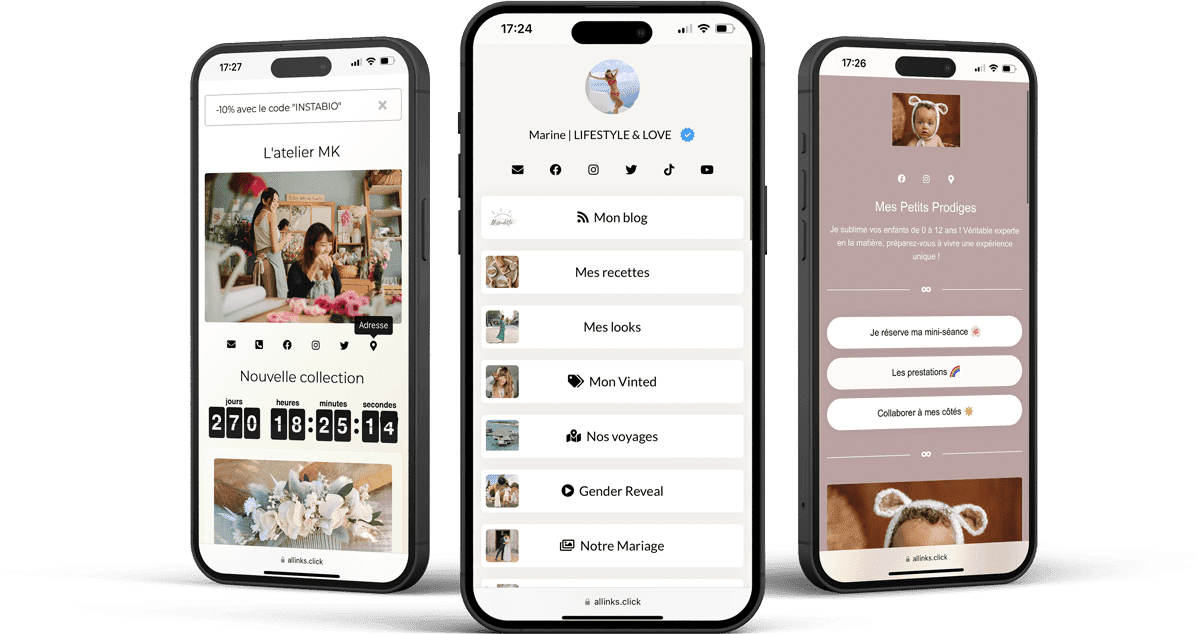 17:27
-10% avec le code "INSTABIO"
L'atelier MK
Adresse
Nouvelle collection
jours heures minutes secondes
270 18:25:14
allinks.click
17:24
Marine | LIFESTYLE & LOVE
Mon blog
Mes recettes
Mes looks
Mon Vinted
Nos voyages
Gender Reveal
Notre Mariage
allinks.click
17:26
Mes Petits Prodiges
Je sublime vos enfants de 0 à 12 ans ! Véritable experte
en la matière, préparez-vous à vivre une expérience
unique !
Je réserve ma mini-séance
Les prestations
Collaborer à mes côtés
allinks.click